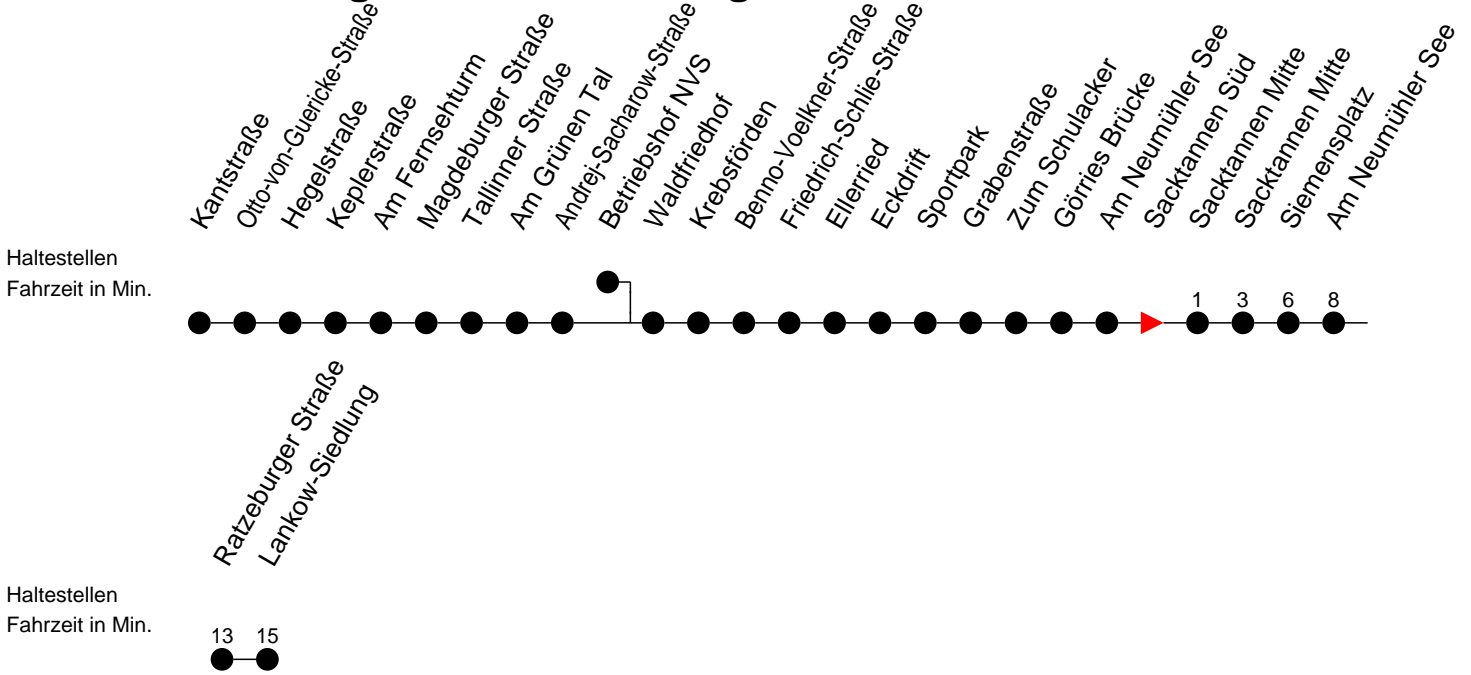 Kantstraße
Otto-von-Guericke-Straße
Hegelstraße
Keplerstraße
Am Fernsehturm
Magdeburger Straße
Tallinner Straße
Am Grünen Tal
Andrej-Sacharow-Straße
Betriebshof NVS
Waldfriedhof
Krebsförden
Benno-Voelkner-Straße
Friedrich-Schlie-Straße
Ellerried
Eckdrift
Sportpark
Grabenstraße
Zum Schulacker
Görries Brücke
Am Neumühler See
Sacktannen Süd
Sacktannen Mitte
Sacktannen Mitte
Siemensplatz
Am Neumühler See
Haltestellen
Fahrzeit in Min.
1 3 6 8
Ratzeburger Straße
Lankow-Siedlung
Haltestellen
Fahrzeit in Min.
13 15